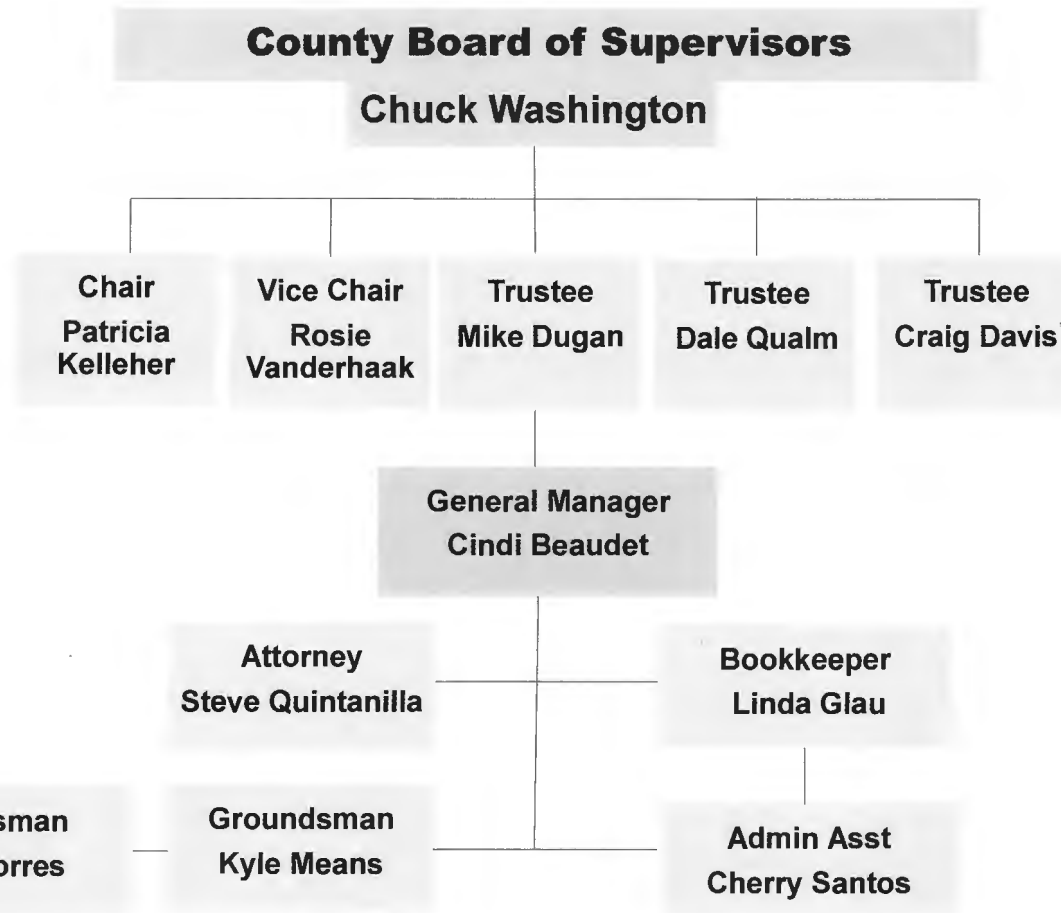 County Board of Supervisors
Chuck Washington
Chair
Patricia
Kelleher
Vice Chair
Rosie
Vanderhaak
Trustee
Mike Dugan
Trustee
Dale Qualm
Trustee
Craig Davis
General Manager
Cindi Beaudet
Attorney
Steve Quintanilla
Bookkeeper
Linda Glau
sman
orres
Groundsman
Kyle Means
Admin Asst
Cherry Santos